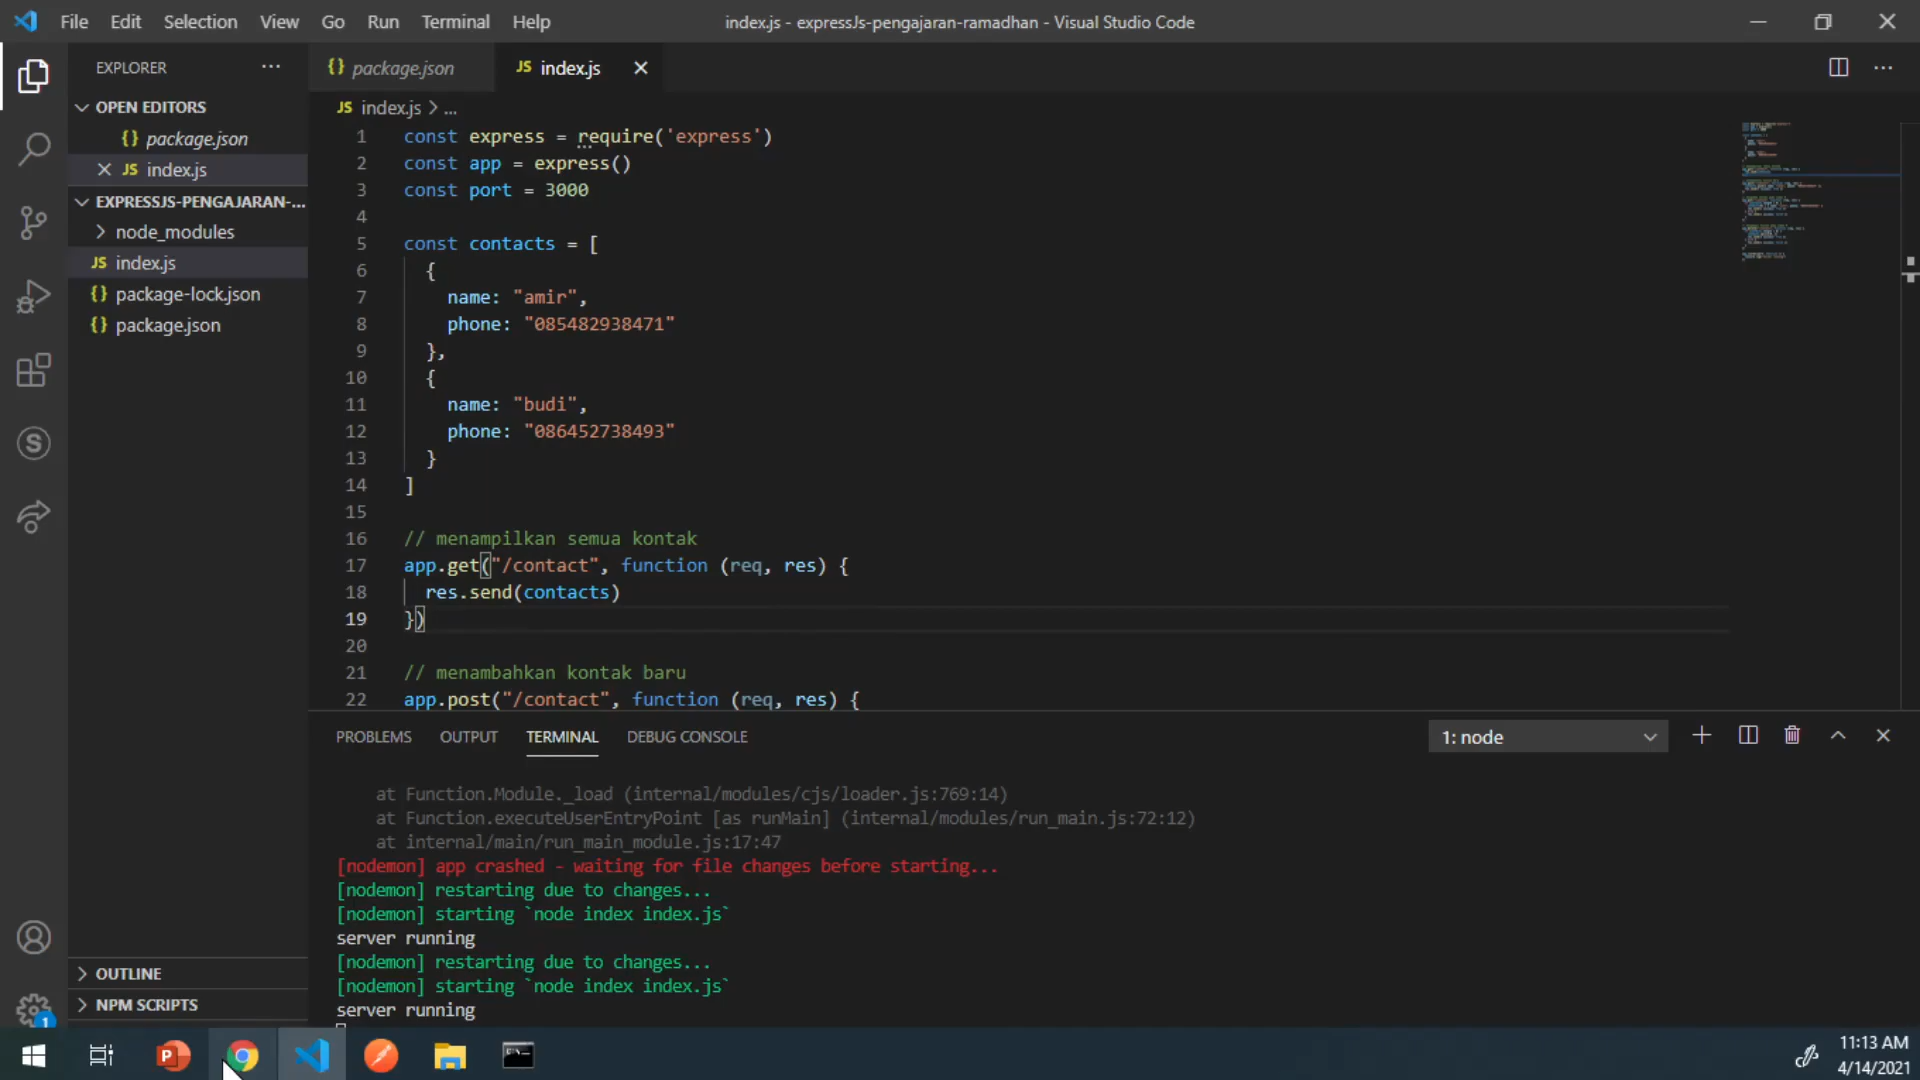 File Edit Selection View Go Run Terminal Help
index.js - expressJs-pengajaran-ramadhan - Visual Studio Code
EXPLORER
OPEN EDITORS
{} package.json
JS index.js
EXPRESSJS-PENGAJARAN-...
node_modules
JS index.js
{} package-lock.json
{} package.json
OUTLINE
NPM SCRIPTS
{} package.json
JS index.js
JS index.js > ...
1 const express = require('express')
2 const app = express()
3 const port = 3000
4
5 const contacts = [
6 {
7 name: "amir",
8 phone: "085482938471"
9 },
10 {
11 name: "budi",
12 phone: "086452738493"
13 }
14 ]
15
16 // menampilkan semua kontak
17 app.get("/contact", function (req, res) {
18 res.send(contacts)
19 })
20
21 // menambahkan kontak baru
22 app.post("/contact", function (req, res) {
PROBLEMS OUTPUT TERMINAL DEBUG CONSOLE
1: node
at Function.Module._load (internal/modules/cjs/loader.js:769:14)
at Function.executeUserEntryPoint [as runMain] (internal/modules/run_main.js:72:12)
at internal/main/run_main_module.js:17:47
[nodemon] app crashed - waiting for file changes before starting...
[nodemon] restarting due to changes...
[nodemon] starting `node index index.js`
server running
[nodemon] restarting due to changes...
[nodemon] starting `node index index.js`
server running
1
P
11:13 AM
4/14/2021